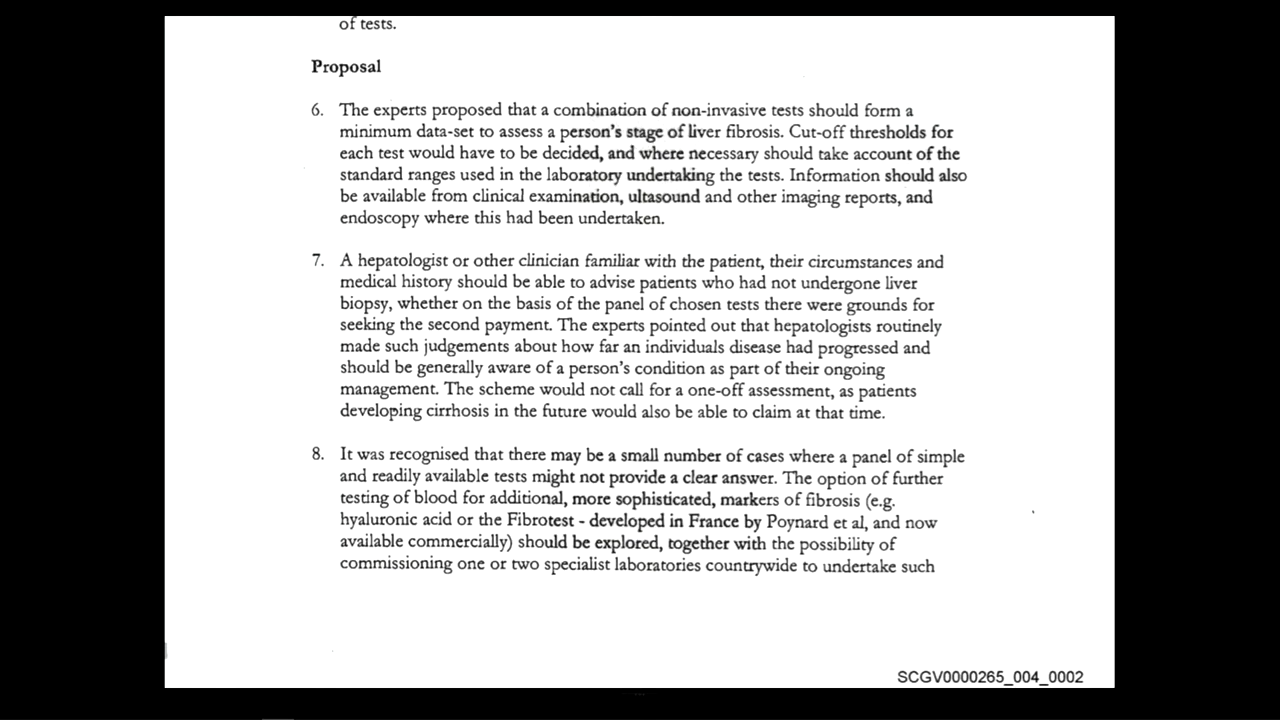 of tests.
Proposal
6. The experts proposed that a combination of non-invasive tests should form a
minimum data-set to assess a person's stage of liver fibrosis. Cut-off thresholds for
each test would have to be decided, and where necessary should take account of the
standard ranges used in the laboratory undertaking the tests. Information should also
be available from clinical examination, ultasound and other imaging reports, and
endoscopy where this had been undertaken.
7. A hepatologist or other clinician familiar with the patient, their circumstances and
medical history should be able to advise patients who had not undergone liver
biopsy, whether on the basis of the panel of chosen tests there were grounds for
seeking the second payment. The experts pointed out that hepatologists routinely
made such judgements about how far an individuals disease had progressed and
should be generally aware of a person's condition as part of their ongoing
management. The scheme would not call for a one-off assessment, as patients
developing cirrhosis in the future would also be able to claim at that time.
8. It was recognised that there may be a small number of cases where a panel of simple
and readily available tests might not provide a clear answer. The option of further
testing of blood for additional, more sophisticated, markers of fibrosis (e.g.
hyaluronic acid or the Fibrotest - developed in France by Poynard et al, and now
available commercially) should be explored, together with the possibility of
commissioning one or two specialist laboratories countrywide to undertake such
SCGV0000265_004_0002